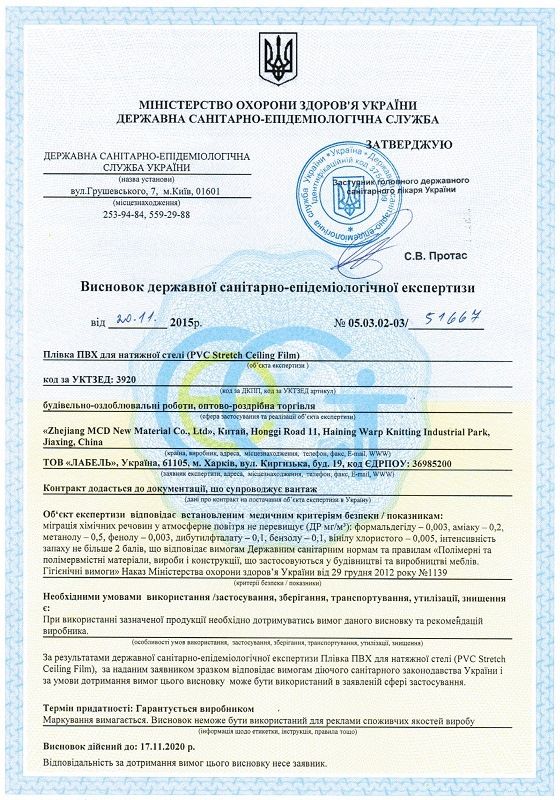 МІНІСТЕРСТВО ОХОРОНИ ЗДОРОВ'Я УКРАЇНИ
ДЕРЖАВНА САНІТАРНО-ЕПІДЕМІОЛОГІЧНА СЛУЖБА
ЗАТВЕРДЖУЮ
ДЕРЖАВНА САНІТАРНО-ЕПІДЕМІОЛОГІЧНА
СЛУЖБА УКРАЇНИ
(назва установи)
вул.Грушевського, 7, м.Київ, 01601
(місцезнаходження)
253-94-84, 559-29-88
Заступник головного державного
санітарного лікаря України
С.В. Протас
Висновок державної санітарно-епідеміологічної експертизи
від 20.11. 2015р. № 05.03.02-03/ 51667
Плівка ПВХ для натяжної стелі (PVC Stretch Ceiling Film)
(об'єкта експертизи )
код за УКТЗЕД: 3920
(код за ДКПП, код за УКТЗЕД артикул)
будівельно-оздоблювальні роботи, оптово-роздрібна торгівля
(сфера застосування та реалізації об'єкта експертизи)
«Zhejiang MCD New Material Co., Ltd», Китай, Honggi Road 11, Haining Warp Knitting Industrial Park,
Jiaxing, China
(країна, виробник, адреса, місцезнаходження, телефон, факс, E-mail, WWW)
ТОВ «ЛАБЕЛЬ», Україна, 61105, м. Харків, вул. Киргизька, буд. 19, код ЄДРПОУ: 36985200
(заявник експертизи, адреса, місцезнаходження, телефон, факс, E-mail, WWW)
Контракт додається до документації, що супроводжує вантаж
(дані про контракт на постачання об'єкта експертизи в Україну)
Об'єкт експертизи відповідає встановленим медичним критеріям безпеки / показникам:
міграція хімічних речовин у атмосферне повітря не перевищує (ДР мг/м³): формальдегіду – 0,003, аміаку – 0,2,
метанолу – 0,5, фенолу – 0,003, дибутилфталату – 0,1, бензолу – 0,1, вінілу хлористого – 0,005, інтенсивність
запаху не більше 2 балів, що відповідає вимогам Державним санітарним нормам та правилам «Полімерні та
полімервмістні матеріали, вироби і конструкції, що застосовуються у будівництві та виробництві меблів.
Гігієнічні вимоги» Наказ Міністерства охорони здоров'я України від 29 грудня 2012 року №1139
(критерії безпеки / показники)
Необхідними умовами використання /застосування, зберігання, транспортування, утилізації, знищення
є:
При використанні зазначеної продукції необхідно дотримуватись вимог даного висновку та рекомендацій
виробника.
(особливості умов використання, застосування, зберігання, транспортування, утилізації, знищення)
За результатами державної санітарно-епідеміологічної експертизи Плівка ПВХ для натяжної стелі (PVC Stretch
Ceiling Film), за наданим заявником зразком відповідає вимогам діючого санітарного законодавства України і
за умови дотримання вимог цього висновку може бути використаний в заявленій сфері застосування.
Термін придатності: Гарантується виробником
Маркування вимагається. Висновок неможе бути використаний для реклами споживчих якостей виробу
(інформація щодо етикетки, інструкція, правила тощо)
Висновок дійсний до: 17.11.2020 р.
Відповідальність за дотримання вимог цього висновку несе заявник.